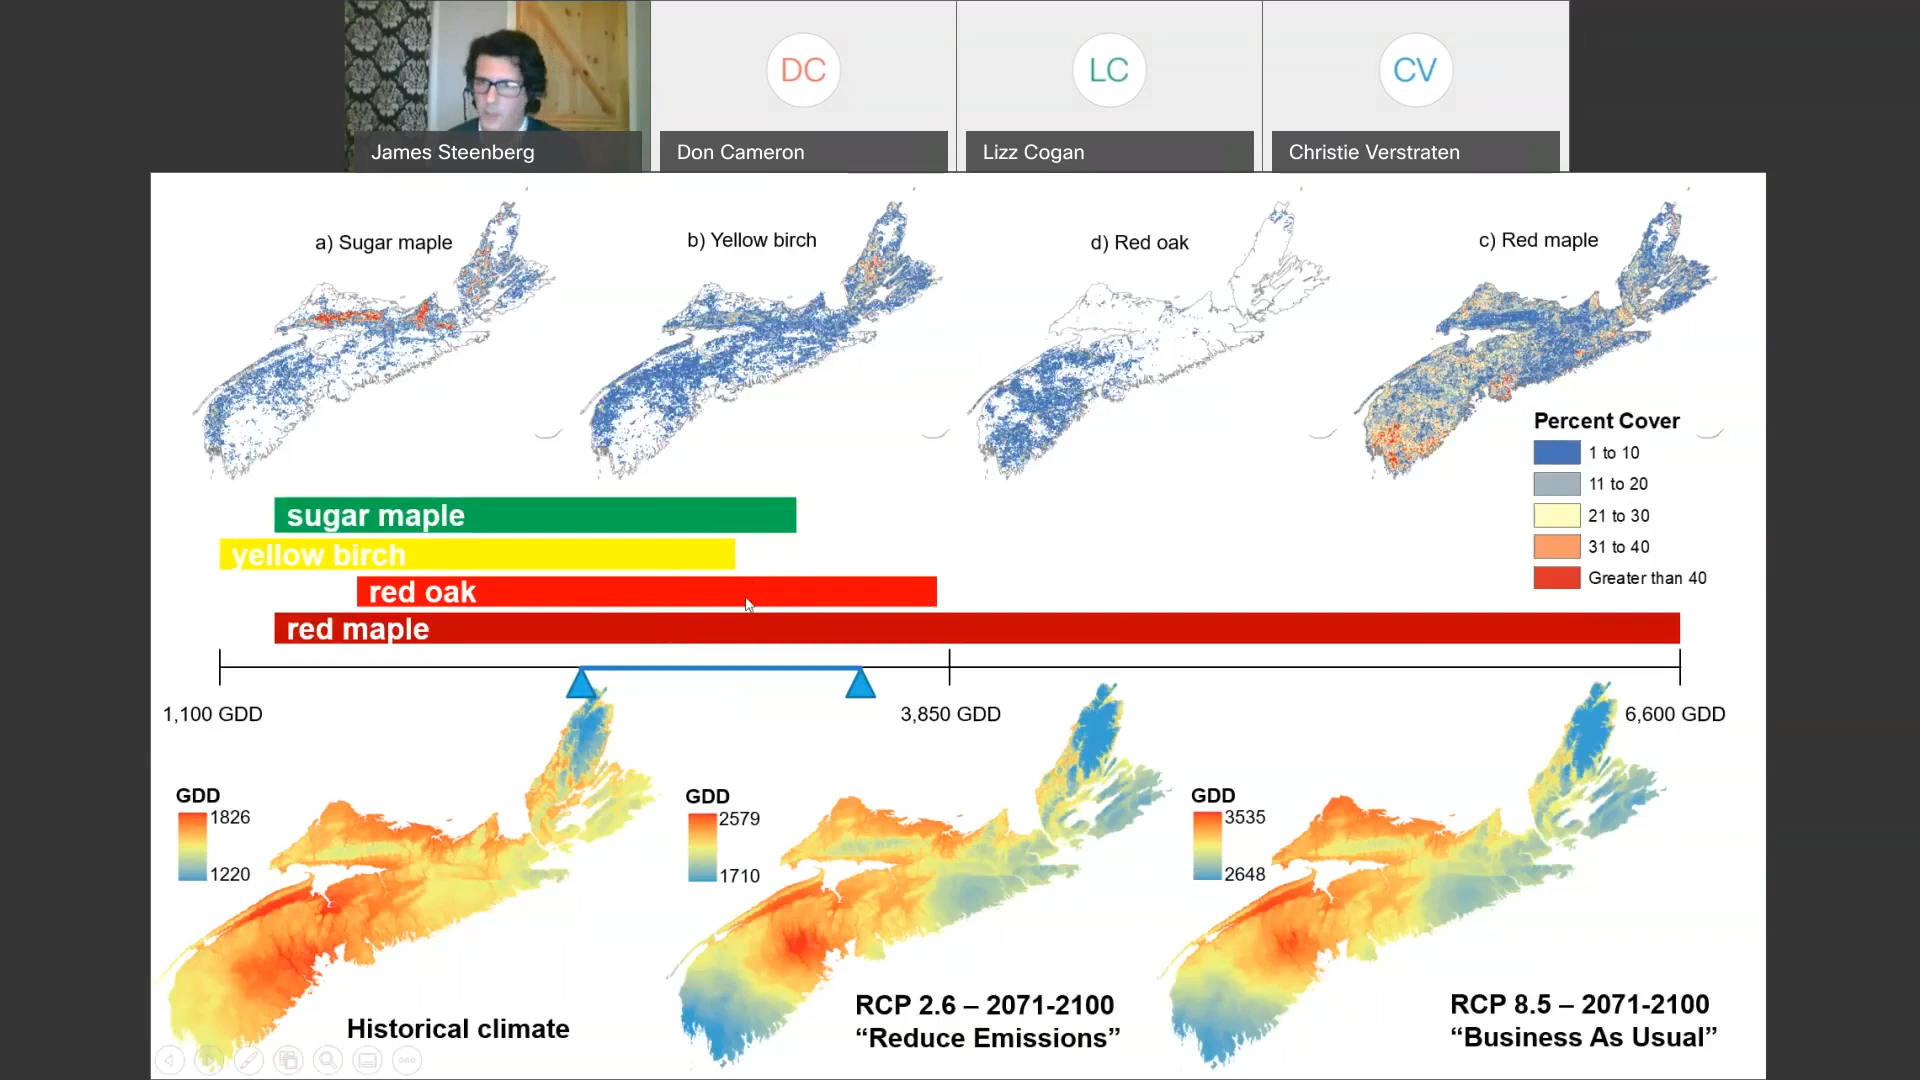 DC
LC
CV
James Steenberg
Don Cameron
Lizz Cogan
Christie Verstraten
a) Sugar maple
b) Yellow birch
d) Red oak
c) Red maple
Percent Cover
1 to 10
11 to 20
21 to 30
31 to 40
Greater than 40
sugar maple
yellow birch
red oak
red maple
1,100 GDD
3,850 GDD
6,600 GDD
GDD
1826
1220
GDD
2579
1710
GDD
3535
2648
Historical climate
RCP 2.6 – 2071-2100
“Reduce Emissions”
RCP 8.5 – 2071-2100
“Business As Usual”